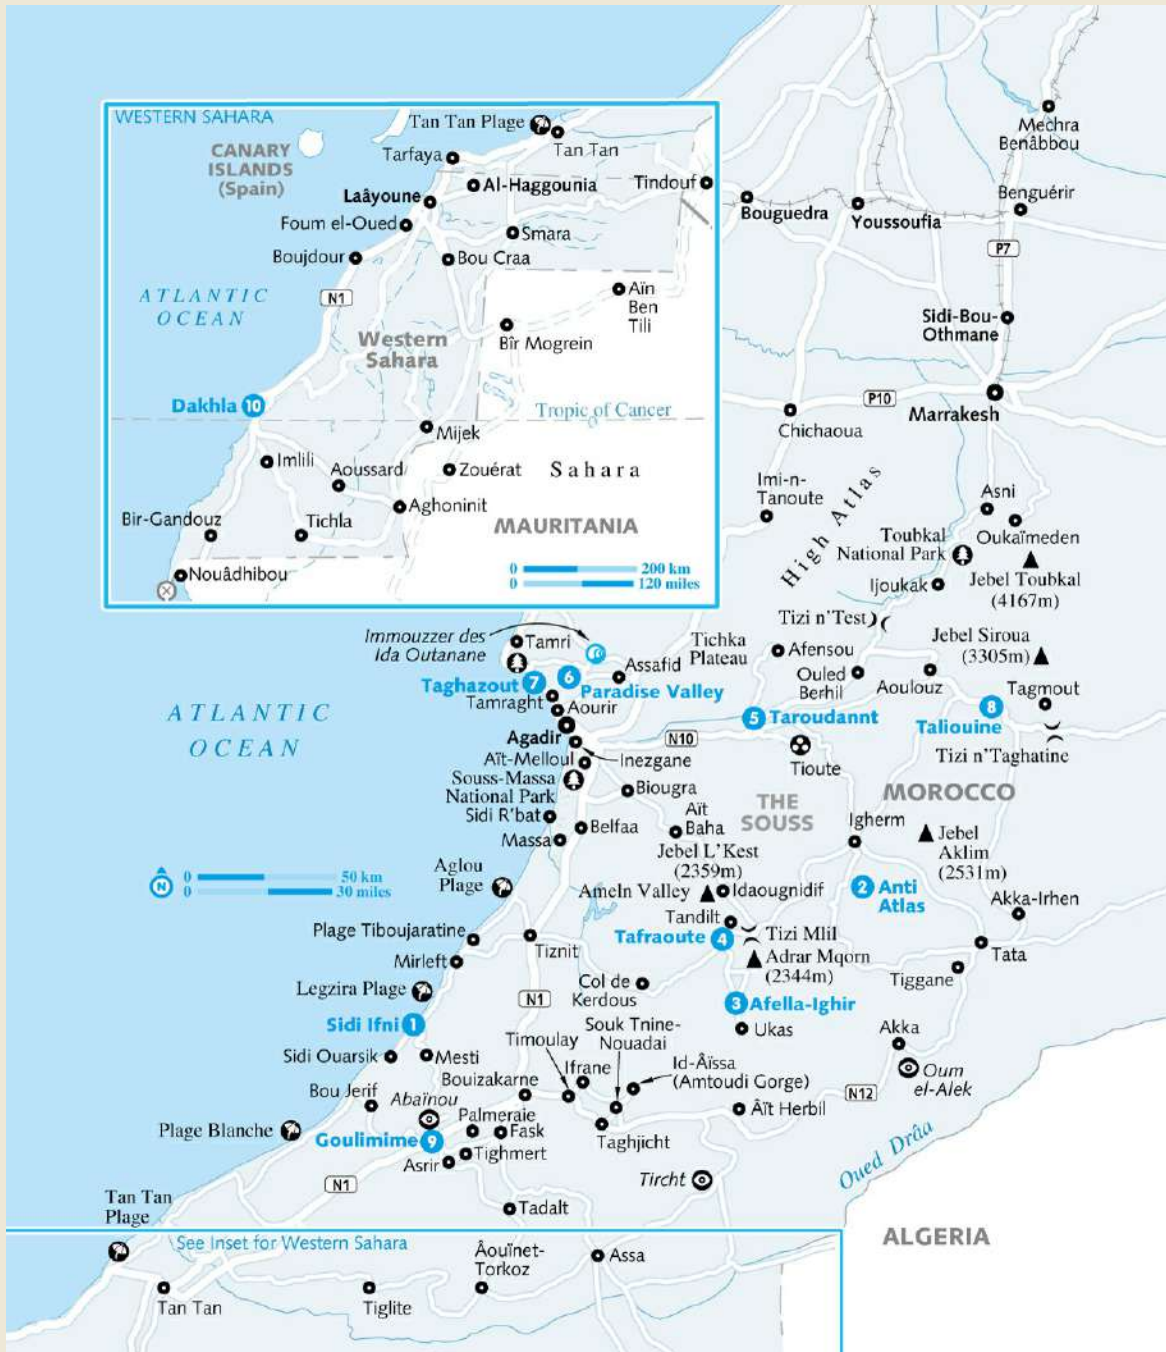 WESTERN SAHARA
CANARY
ISLANDS
(Spain)
Tan Tan Plage
Tan Tan
Tarfaya
Al-Haggounia
Tindouf
Laâyoune
Foum el-Oued
Smara
Boujdour
Bou Craa
ATLANTIC
OCEAN
N1
Aïn
Ben
Tili
Western
Sahara
Bîr Mogrein
Dakhla 10
Tropic of Cancer
Mijek
Imlili
Aoussard
Zouérat
Sahara
Aghoninit
Bir-Gandouz
Tichla
MAURITANIA
Nouâdhibou
0 200 km
0 120 miles
Mechra
Benâbbou
Benguérir
Bouguedra
Youssoufia
P7
Sidi-Bou-
Othmane
P10
Marrakesh
Chichaoua
Imi-n-
Tanoute
High Atlas
Asni
Oukaïmeden
Toubkal
National Park
Ijoukak
Jebel Toubkal
(4167m)
Tizi n'Test
Immouzzer des
Ida Outanane
Tamri
Tichka
Plateau
Afensou
Jebel Siroua
(3305m)
Assafid
Ouled
Berhil
Aoulouz
Tagmout
Taghazout 7
6
Paradise Valley
Tamraght
Aourir
5 Taroudannt
8
Taliouine
ATLANTIC
OCEAN
Agadir
N10
Tizi n'Taghatine
Aït-Melloul
Inezgane
Tioute
Souss-Massa
National Park
Biougra
THE
SOUSS
MOROCCO
Sidi R'bat
Belfaa
Aït
Baha
Igherm
Jebel
Aklim
(2531m)
Massa
Jebel L'Kest
(2359m)
0 50 km
0 30 miles
N
Aglou
Plage
Ameln Valley
Idaougnidif
2 Anti
Atlas
Akka-Irhen
Tandilt
Plage Tiboujaratine
Tiznit
Tafraoute 4
Tizi Mlil
Tata
Mirleft
Adrar Mqorn
(2344m)
Tiggane
Legzira Plage
Col de
Kerdous
N1
3 Afella-Ighir
Sidi Ifni 1
Souk Tnine-
Nouadai
Ukas
Akka
Timoulay
Sidi Ouarsik
Mesti
Ifrane
Id-Âïssa
(Amtoudi Gorge)
Oum
el-Alek
Bou Jerif
Abaïnou
Bouizakarne
N12
Âït Herbil
Plage Blanche
Palmeraie
Fask
Taghjicht
Goulimime 9
Tighmert
Asrir
Oued Drâa
N1
Tircht
Tan Tan
Plage
Tadalt
ALGERIA
See Inset for Western Sahara
Âouïnet-
Torkoz
Assa
Tan Tan
Tiglite